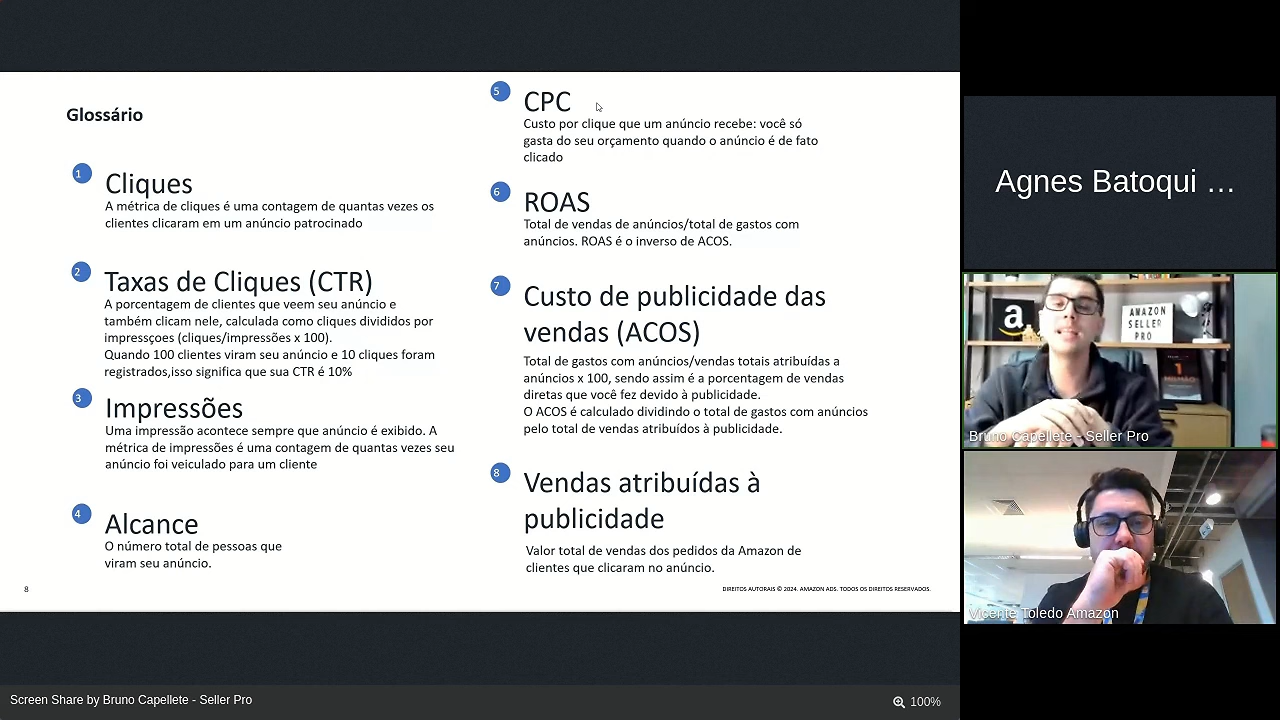 Glossário
1
Cliques
A métrica de cliques é uma contagem de quantas vezes os
clientes clicaram em um anúncio patrocinado
2
Taxas de Cliques (CTR)
A porcentagem de clientes que veem seu anúncio e
também clicam nele, calculada como cliques divididos por
impressçoes (cliques/impressões x 100).
Quando 100 clientes viram seu anúncio e 10 cliques foram
registrados,isso significa que sua CTR é 10%
3
Impressões
Uma impressão acontece sempre que anúncio é exibido. A
métrica de impressões é uma contagem de quantas vezes seu
anúncio foi veiculado para um cliente
4
Alcance
O número total de pessoas que
viram seu anúncio.
5
CPC
Custo por clique que um anúncio recebe: você só
gasta do seu orçamento quando o anúncio é de fato
clicado
6
ROAS
Total de vendas de anúncios/total de gastos com
anúncios. ROAS é o inverso de ACOS.
7
Custo de publicidade das
vendas (ACOS)
Total de gastos com anúncios/vendas totais atribuídas a
anúncios x 100, sendo assim é a porcentagem de vendas
diretas que você fez devido à publicidade.
O ACOS é calculado dividindo o total de gastos com anúncios
pelo total de vendas atribuídos à publicidade.
8
Vendas atribuídas à
publicidade
Valor total de vendas dos pedidos da Amazon de
clientes que clicaram no anúncio.
8
DIREITOS AUTORAIS © 2024. AMAZON ADS. TODOS OS DIREITOS RESERVADOS.
Screen Share by Bruno Capellete - Seller Pro
100%
Agnes Batoqui …
a
AMAZON
SELLER
PRO
1
MILHÃO
Bruno Capellete - Seller Pro
Vicente Toledo Amazon